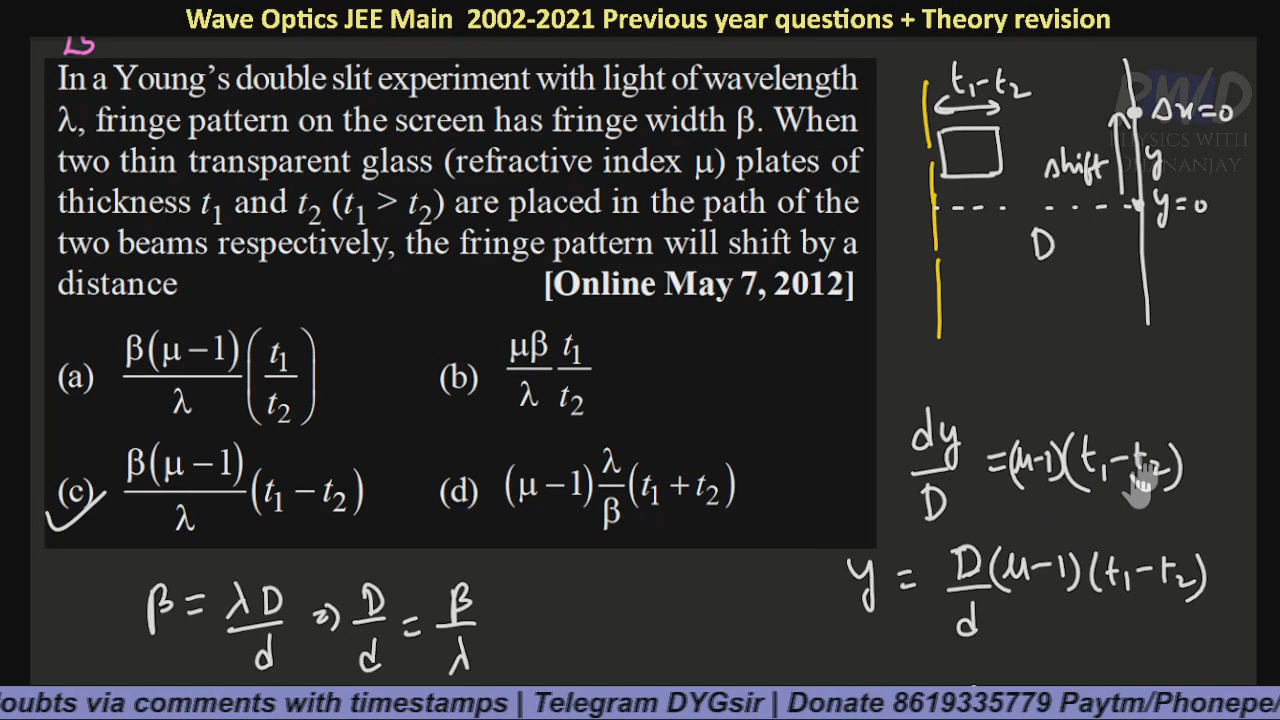 Wave Optics JEE Main 2002-2021 Previous year questions + Theory revision
L5
In a Young's double slit experiment with light of wavelength
λ, fringe pattern on the screen has fringe width β. When
two thin transparent glass (refractive index μ) plates of
thickness t₁ and t₂ (t₁ > t₂) are placed in the path of the
two beams respectively, the fringe pattern will shift by a
distance [Online May 7, 2012]
(a) β(μ−1)/λ (t₁/t₂)
(b) μβ/λ t₁/t₂
(c) β(μ−1)/λ (t₁ − t₂)
(d) (μ−1) λ/β (t₁ + t₂)
β = λD/d ⇒ D/d = β/λ
t₁−t₂
Δx=0
PHYSICS WITH
shift y
y=0
D
dy/D = (μ−1)(t₁−t₂)
y = D/d (μ−1)(t₁−t₂)
oubts via comments with timestamps | Telegram DYGsir | Donate 8619335779 Paytm/Phonepe/